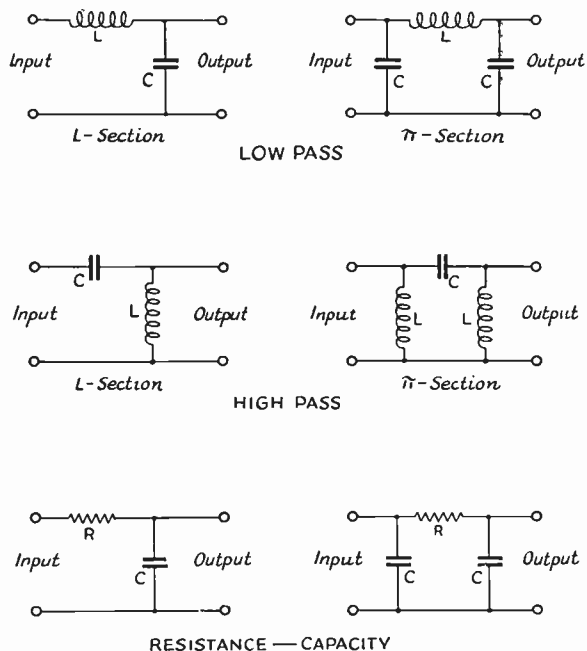 L
L
Input
C
Output
Input
C
C
Output
L-Section
π-Section
LOW PASS
C
C
Input
L
Output
Input
L
L
Output
L-Section
π-Section
HIGH PASS
R
R
Input
C
Output
Input
C
C
Output
RESISTANCE — CAPACITY